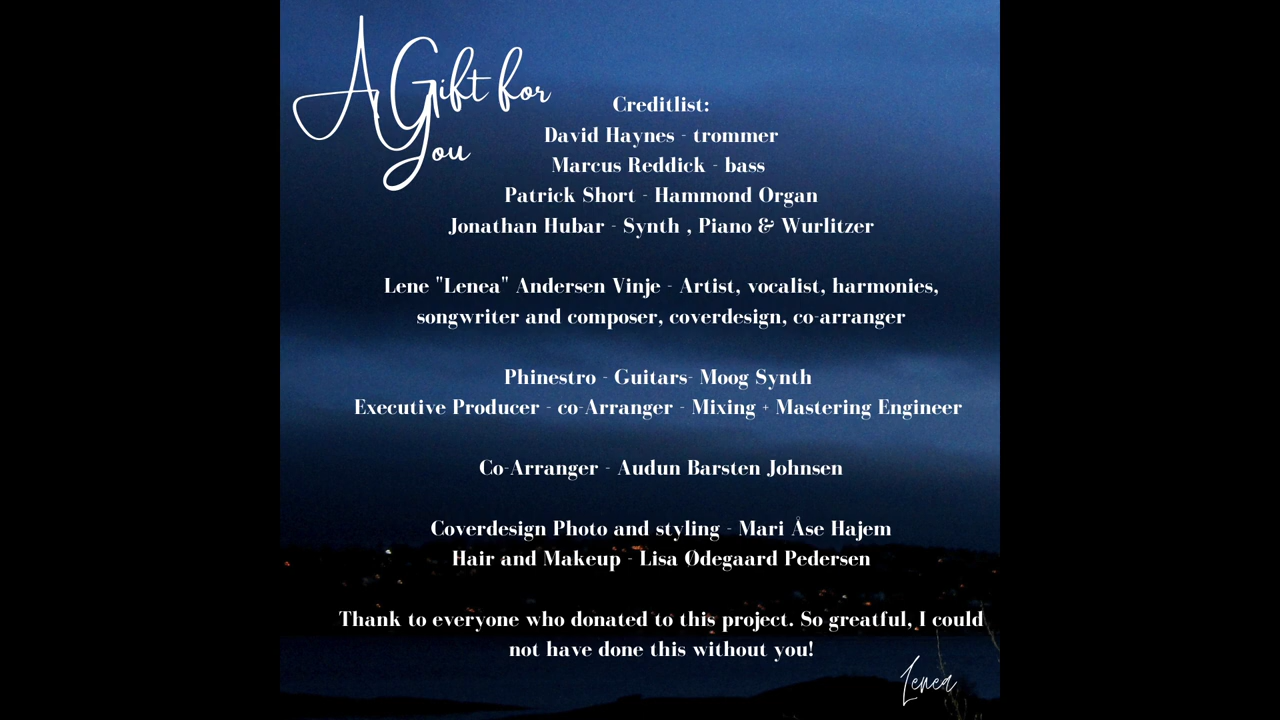 A Gift for
You
Creditlist:
David Haynes - trommer
Marcus Reddick - bass
Patrick Short - Hammond Organ
Jonathan Hubar - Synth , Piano & Wurlitzer
Lene "Lenea" Andersen Vinje - Artist, vocalist, harmonies,
songwriter and composer, coverdesign, co-arranger
Phinestro - Guitars- Moog Synth
Executive Producer - co-Arranger - Mixing + Mastering Engineer
Co-Arranger - Audun Barsten Johnsen
Coverdesign Photo and styling - Mari Åse Hajem
Hair and Makeup - Lisa Ødegaard Pedersen
Thank to everyone who donated to this project. So greatful, I could
not have done this without you!
Lenea